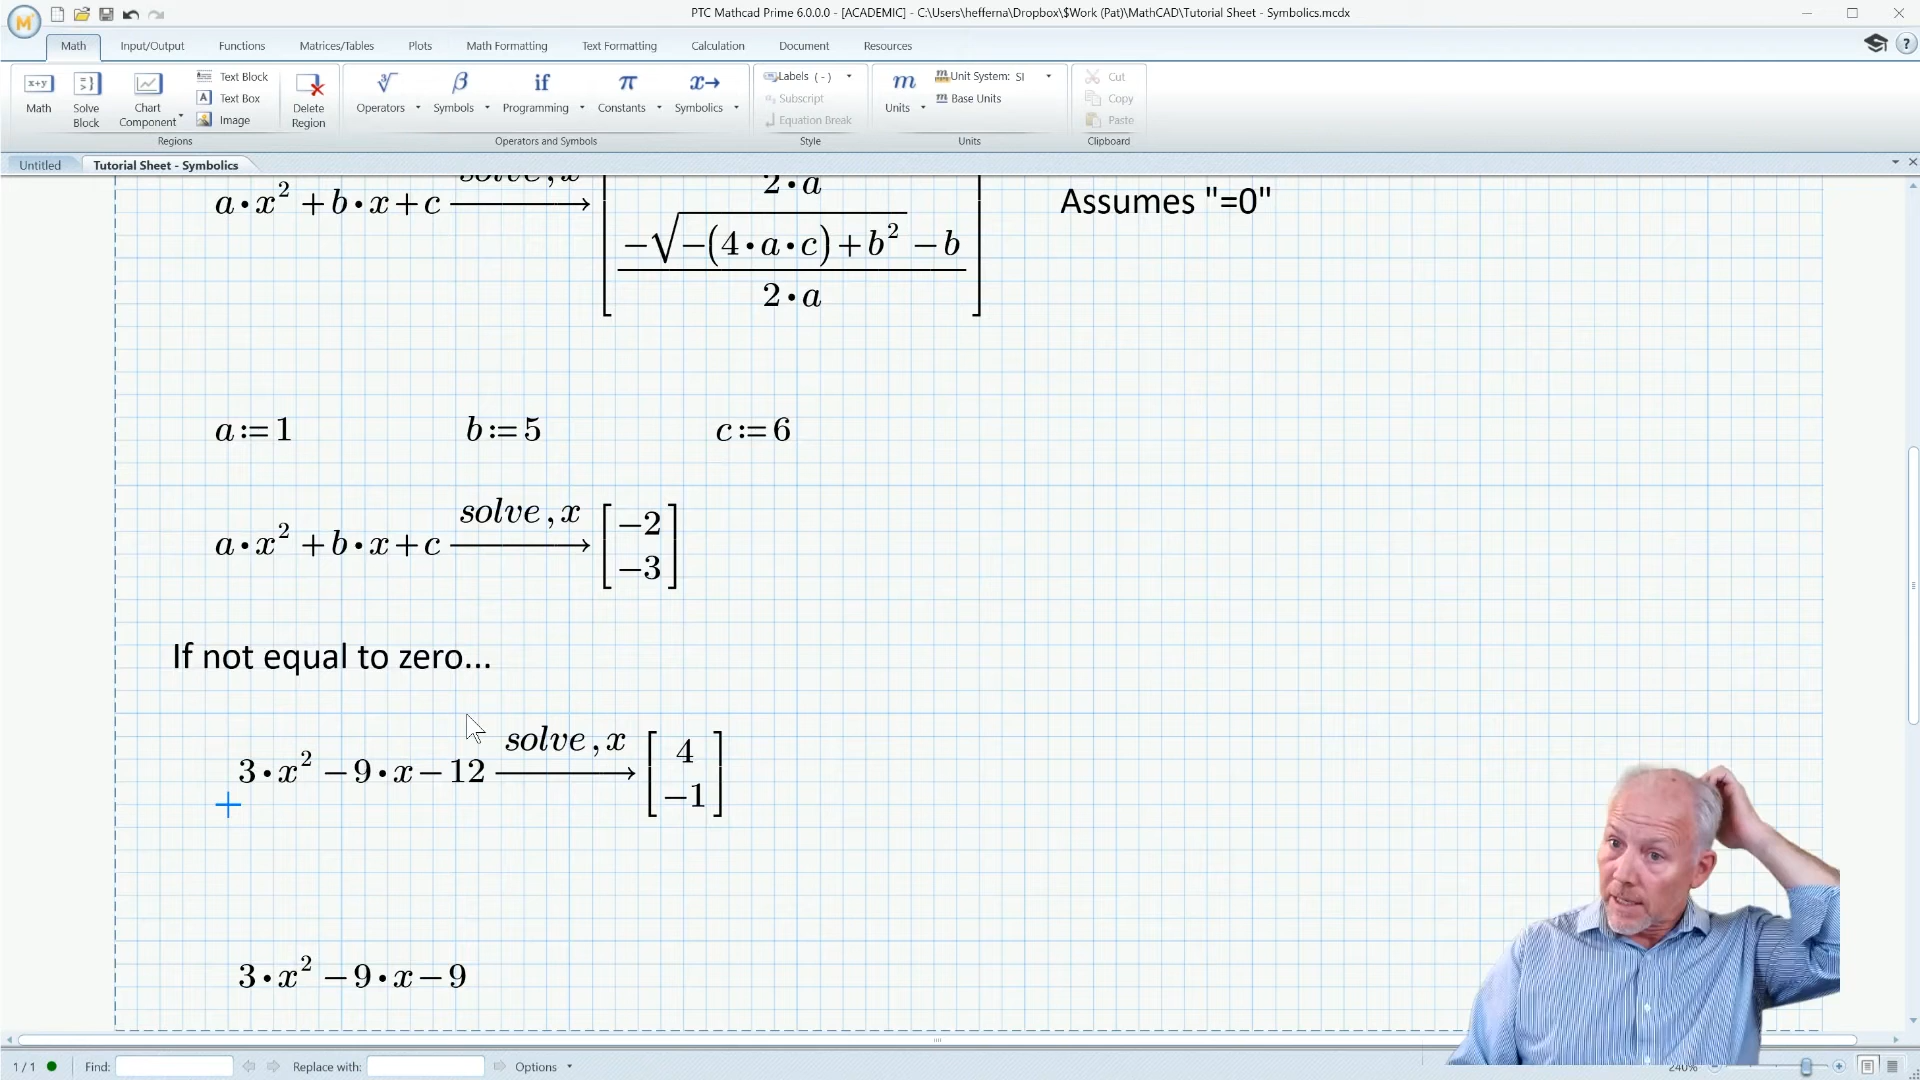 PTC Mathcad Prime 6.0.0.0 - [ACADEMIC] - C:\Users\hefferna\Dropbox\$Work (Pat)\MathCAD\Tutorial Sheet - Symbolics.mcdx
Math Input/Output Functions Matrices/Tables Plots Math Formatting Text Formatting Calculation Document Resources
Math
Solve Block
Chart Component
Text Block
Text Box
Image
Delete Region
Operators
Symbols
if
Programming
π
Constants
Symbolics
Labels ( - )
Subscript
Equation Break
Units
Unit System: SI
Base Units
Cut
Copy
Paste
Regions
Operators and Symbols
Style
Units
Clipboard
Untitled
Tutorial Sheet - Symbolics
a•x² + b•x + c solve , x
2•a
−√−(4•a•c)+b² − b
2•a
Assumes "=0"
a:=1 b:=5 c:=6
a•x² + b•x + c solve , x [−2 −3]
If not equal to zero...
3•x² − 9•x − 12 solve , x [4 −1]
3•x² − 9•x − 9
1 / 1 Find: Replace with: Options 240%